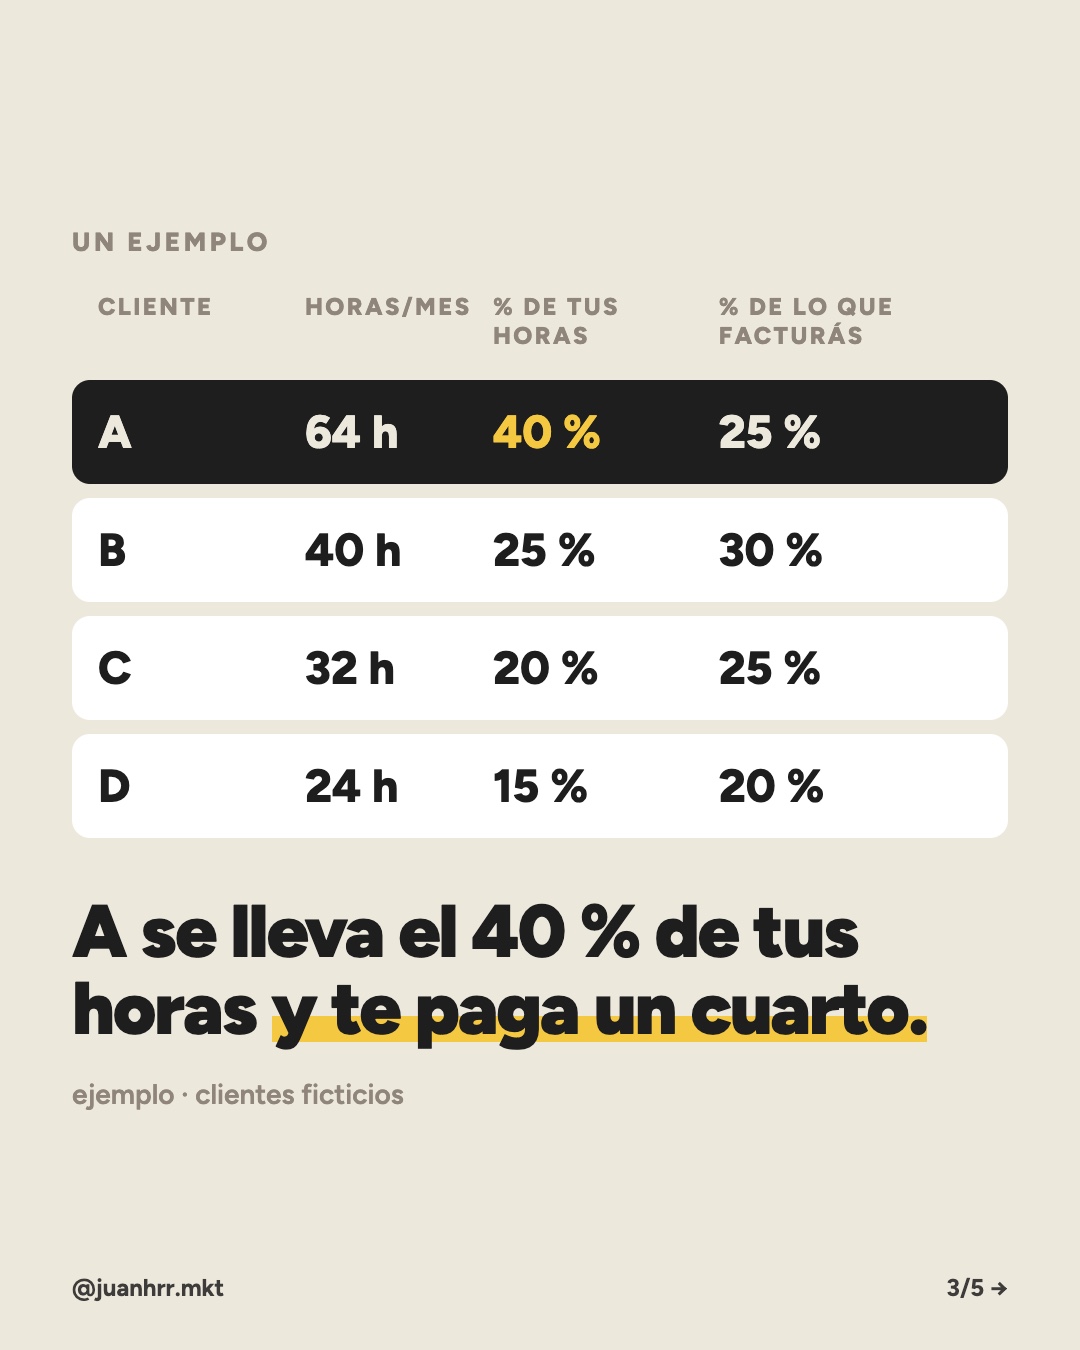 UN EJEMPLO
CLIENTE HORAS/MES % DE TUS HORAS % DE LO QUE FACTURÁS
A 64 h 40 % 25 %
B 40 h 25 % 30 %
C 32 h 20 % 25 %
D 24 h 15 % 20 %
A se lleva el 40 % de tus
horas y te paga un cuarto.
ejemplo · clientes ficticios
@juanhrr.mkt 3/5 →